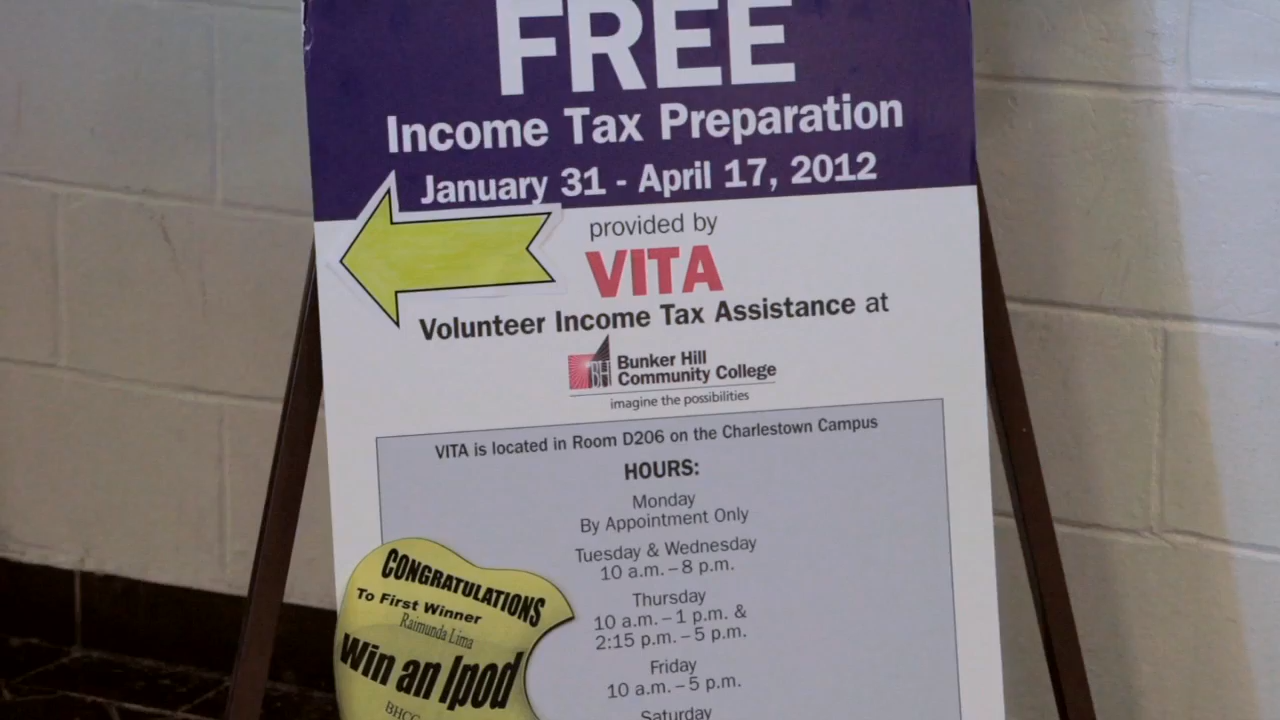 FREE
Income Tax Preparation
January 31 - April 17, 2012
provided by
VITA
Volunteer Income Tax Assistance at
BH
Bunker Hill
Community College
imagine the possibilities
VITA is located in Room D206 on the Charlestown Campus
HOURS:
Monday
By Appointment Only
Tuesday & Wednesday
10 a.m. – 8 p.m.
Thursday
10 a.m. – 1 p.m. &
2:15 p.m. – 5 p.m.
Friday
10 a.m. – 5 p.m.
Saturday
CONGRATULATIONS
To First Winner
Raimunda Lima
Win an Ipod
BHCC